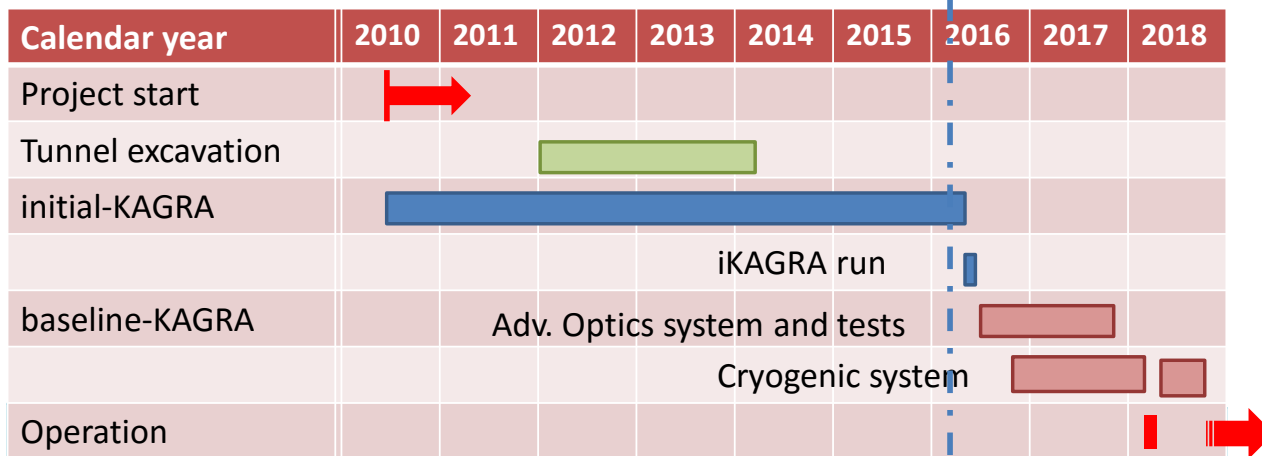 Calendar year 2010 2011 2012 2013 2014 2015 2016 2017 2018
Project start
Tunnel excavation
initial-KAGRA
iKAGRA run
baseline-KAGRA Adv. Optics system and tests
Cryogenic system
Operation